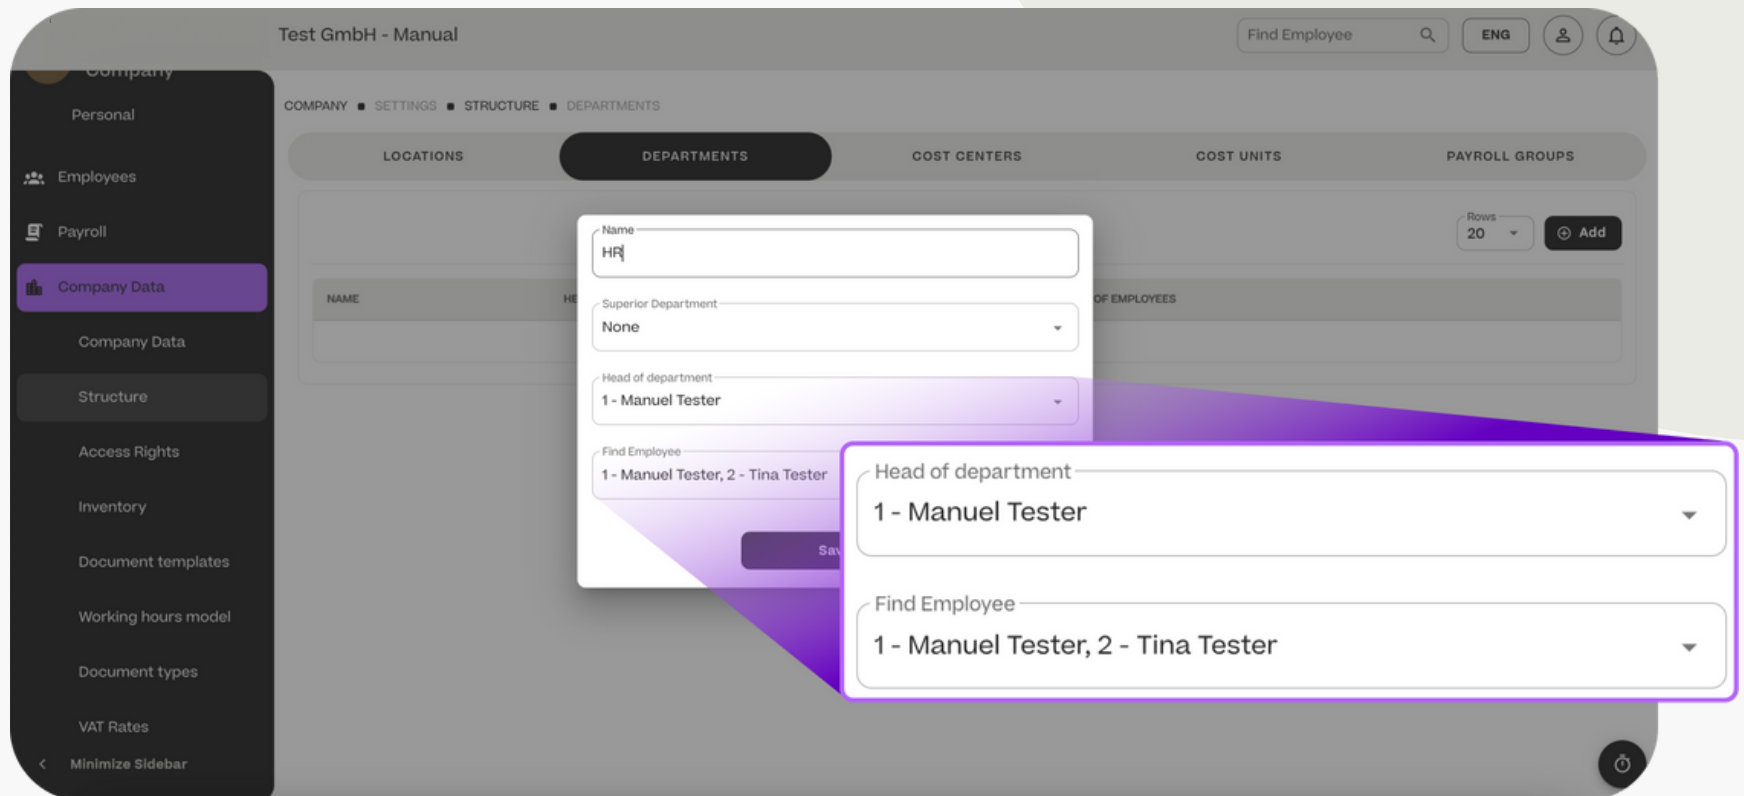 Test GmbH - Manual
Find Employee
ENG
Company
Personal
Employees
Payroll
Company Data
Company Data
Structure
Access Rights
Inventory
Document templates
Working hours model
Document types
VAT Rates
Minimize Sidebar
COMPANY ■ SETTINGS ■ STRUCTURE ■ DEPARTMENTS
LOCATIONS
DEPARTMENTS
COST CENTERS
COST UNITS
PAYROLL GROUPS
Rows
20
Add
NAME
HE
OF EMPLOYEES
Name
HR
Superior Department
None
Head of department
1 - Manuel Tester
Find Employee
1 - Manuel Tester, 2 - Tina Tester
Sav
Head of department
1 - Manuel Tester
Find Employee
1 - Manuel Tester, 2 - Tina Tester